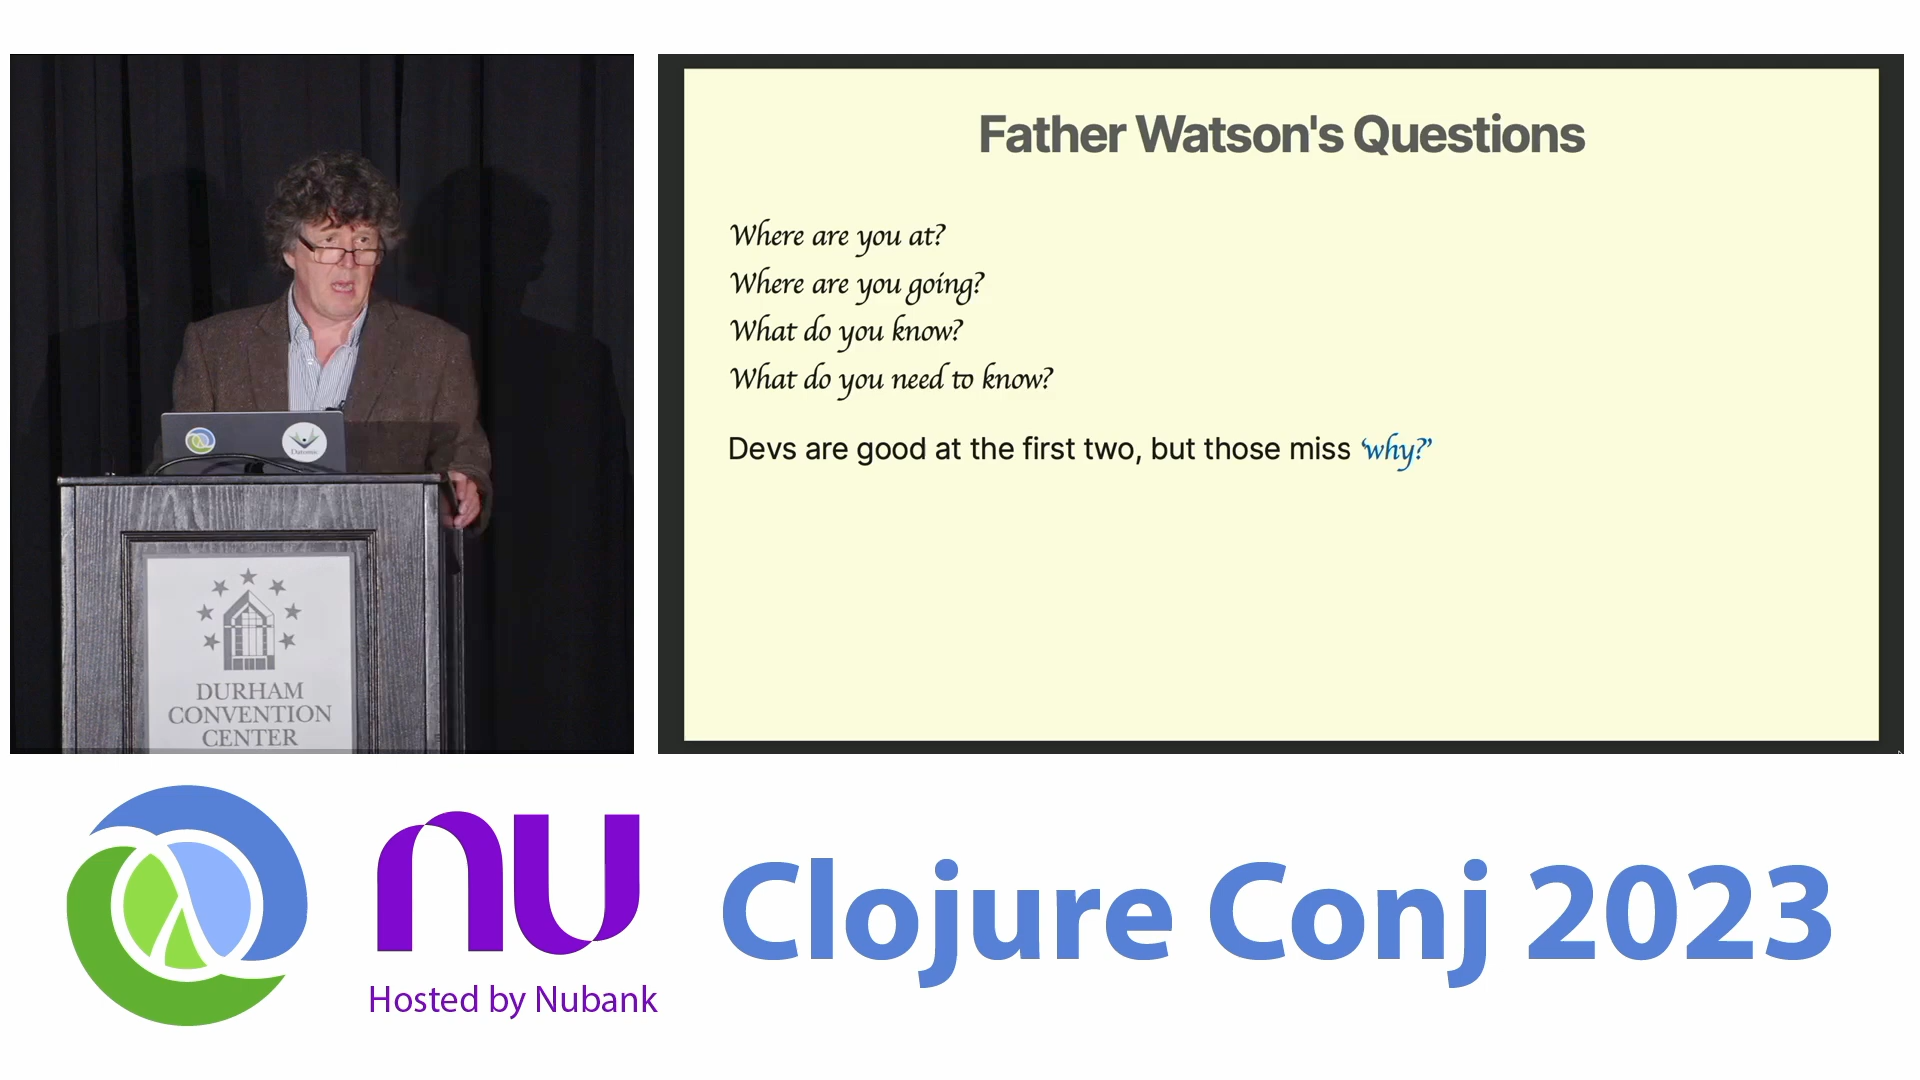 Father Watson's Questions
Where are you at?
Where are you going?
What do you know?
What do you need to know?
Devs are good at the first two, but those miss ‘why?’
Datomic
DURHAM
CONVENTION
CENTER
nu
Hosted by Nubank
Clojure Conj 2023